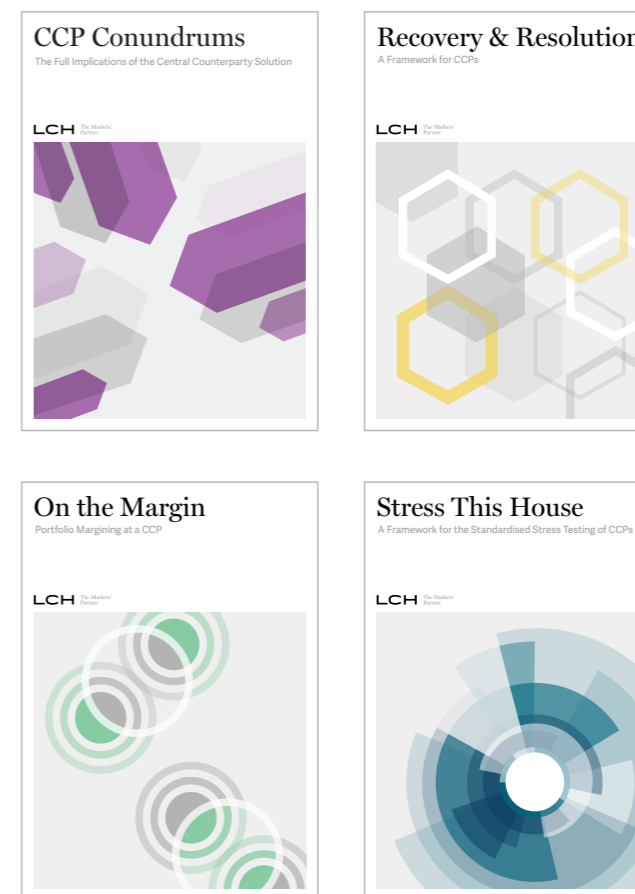 CCP Conundrums
The Full Implications of the Central Counterparty Solution
LCH The Markets'
Partner
Recovery & Resolution
A Framework for CCPs
LCH The Markets'
Partner
On the Margin
Portfolio Margining at a CCP
LCH The Markets'
Partner
Stress This House
A Framework for the Standardised Stress Testing of CCPs
LCH The Markets'
Partner